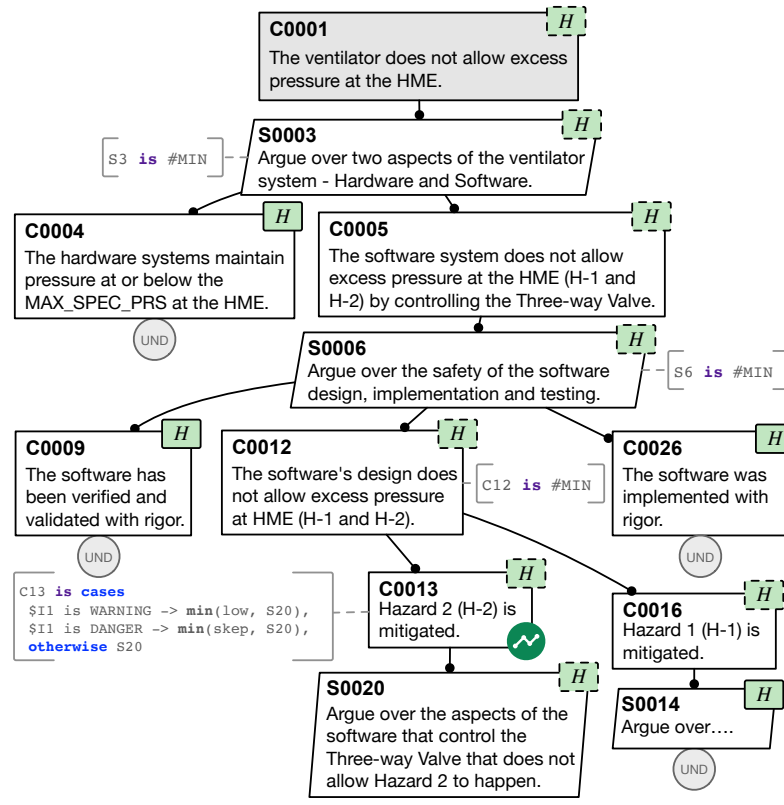 C0001
H
The ventilator does not allow excess
pressure at the HME.
S0003
H
Argue over two aspects of the ventilator
system - Hardware and Software.
S3 is #MIN
C0004
H
The hardware systems maintain
pressure at or below the
MAX_SPEC_PRS at the HME.
UND
C0005
H
The software system does not allow
excess pressure at the HME (H-1 and
H-2) by controlling the Three-way Valve.
S0006
H
Argue over the safety of the software
design, implementation and testing.
S6 is #MIN
C0009
H
The software has
been verified and
validated with rigor.
UND
C0012
H
The software's design does
not allow excess pressure
at HME (H-1 and H-2).
C12 is #MIN
C0026
H
The software was
implemented with
rigor.
UND
C13 is cases
$I1 is WARNING -> min(low, S20),
$I1 is DANGER -> min(skep, S20),
otherwise S20
C0013
H
Hazard 2 (H-2) is
mitigated.
C0016
H
Hazard 1 (H-1) is
mitigated.
S0020
H
Argue over the aspects of the
software that control the
Three-way Valve that does not
allow Hazard 2 to happen.
S0014
H
Argue over....
UND